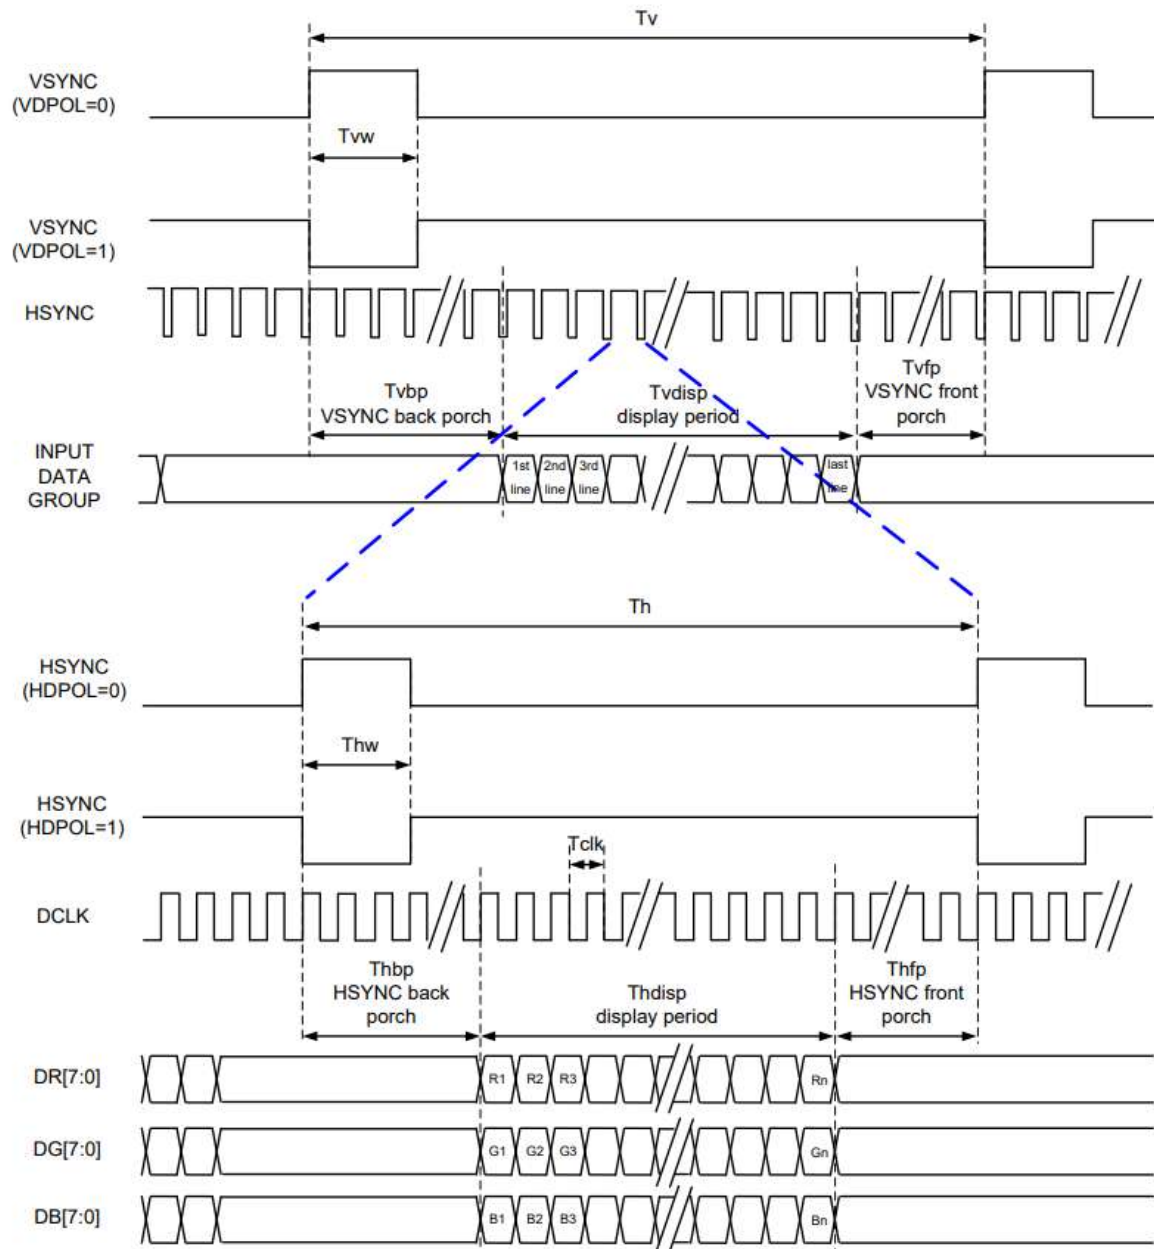 Tv
VSYNC
(VDPOL=0)
Tvw
VSYNC
(VDPOL=1)
HSYNC
Tvbp
VSYNC back porch
Tvdisp
display period
Tvfp
VSYNC front
porch
INPUT
DATA
GROUP
1st
line
2nd
line
3rd
line
last
line
Th
HSYNC
(HDPOL=0)
Thw
HSYNC
(HDPOL=1)
Tclk
DCLK
Thbp
HSYNC back
porch
Thdisp
display period
Thfp
HSYNC front
porch
DR[7:0]
R1
R2
R3
Rn
DG[7:0]
G1
G2
G3
Gn
DB[7:0]
B1
B2
B3
Bn